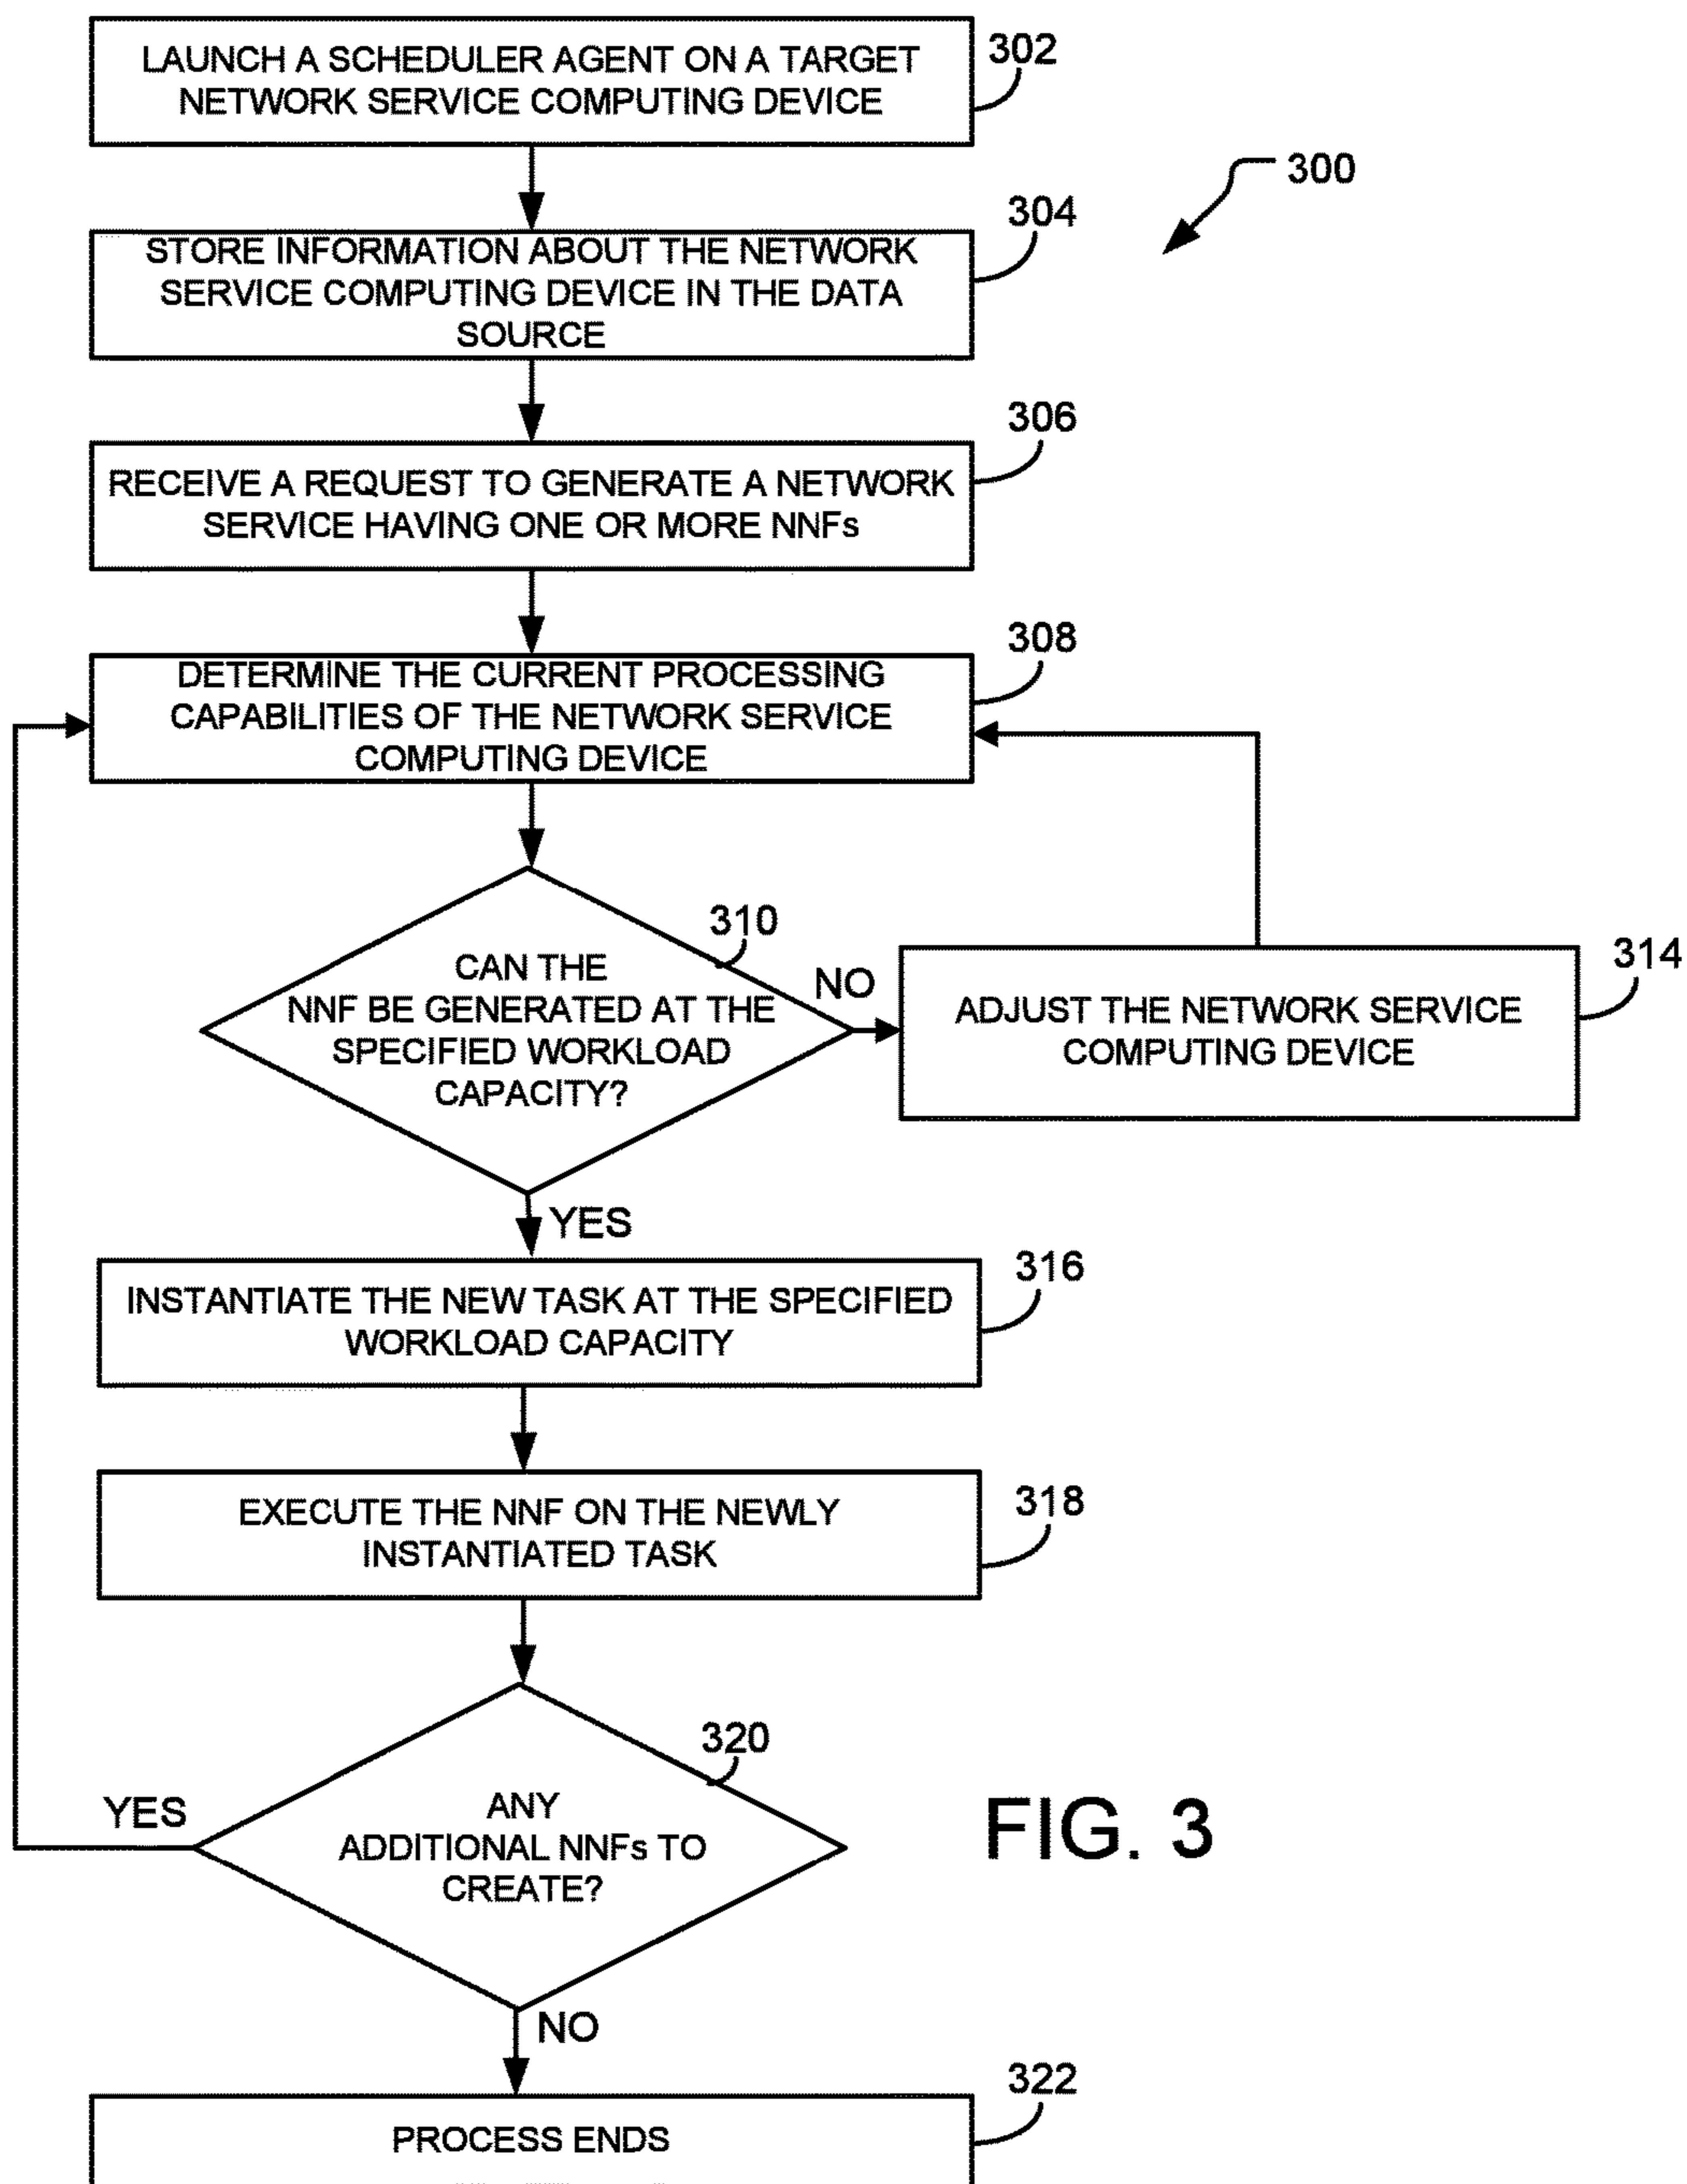 LAUNCH A SCHEDULER AGENT ON A TARGET
NETWORK SERVICE COMPUTING DEVICE
302
300
STORE INFORMATION ABOUT THE NETWORK
SERVICE COMPUTING DEVICE IN THE DATA
SOURCE
304
RECEIVE A REQUEST TO GENERATE A NETWORK
SERVICE HAVING ONE OR MORE NNFs
306
DETERMINE THE CURRENT PROCESSING
CAPABILITIES OF THE NETWORK SERVICE
COMPUTING DEVICE
308
310
CAN THE
NNF BE GENERATED AT THE
SPECIFIED WORKLOAD
CAPACITY?
NO
ADJUST THE NETWORK SERVICE
COMPUTING DEVICE
314
YES
INSTANTIATE THE NEW TASK AT THE SPECIFIED
WORKLOAD CAPACITY
316
EXECUTE THE NNF ON THE NEWLY
INSTANTIATED TASK
318
320
ANY
ADDITIONAL NNFs TO
CREATE?
YES
FIG. 3
NO
PROCESS ENDS
322